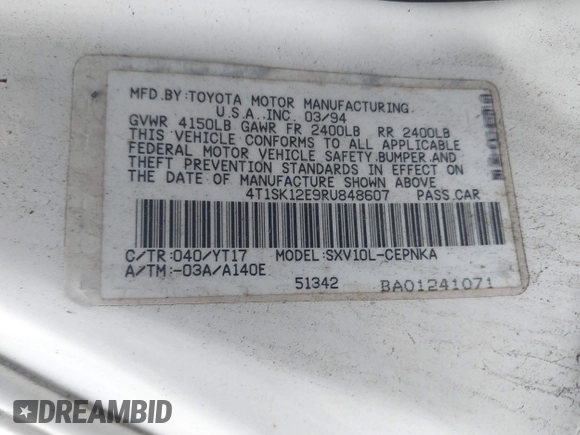 MFD.BY:TOYOTA MOTOR MANUFACTURING.
U.S.A.,INC. 03/94
GVWR 4150LB GAWR FR 2400LB RR 2400LB
THIS VEHICLE CONFORMS TO ALL APPLICABLE
FEDERAL MOTOR VEHICLE SAFETY.BUMPER,AND
THEFT PREVENTION STANDARDS IN EFFECT ON
THE DATE OF MANUFACTURE SHOWN ABOVE
4T1SK12E9RU848607 PASS.CAR
C/TR:040/YT17 MODEL:SXV10L-CEPNKA
A/TM:-03A/A140E
51342 BA01241071
DREAMBID